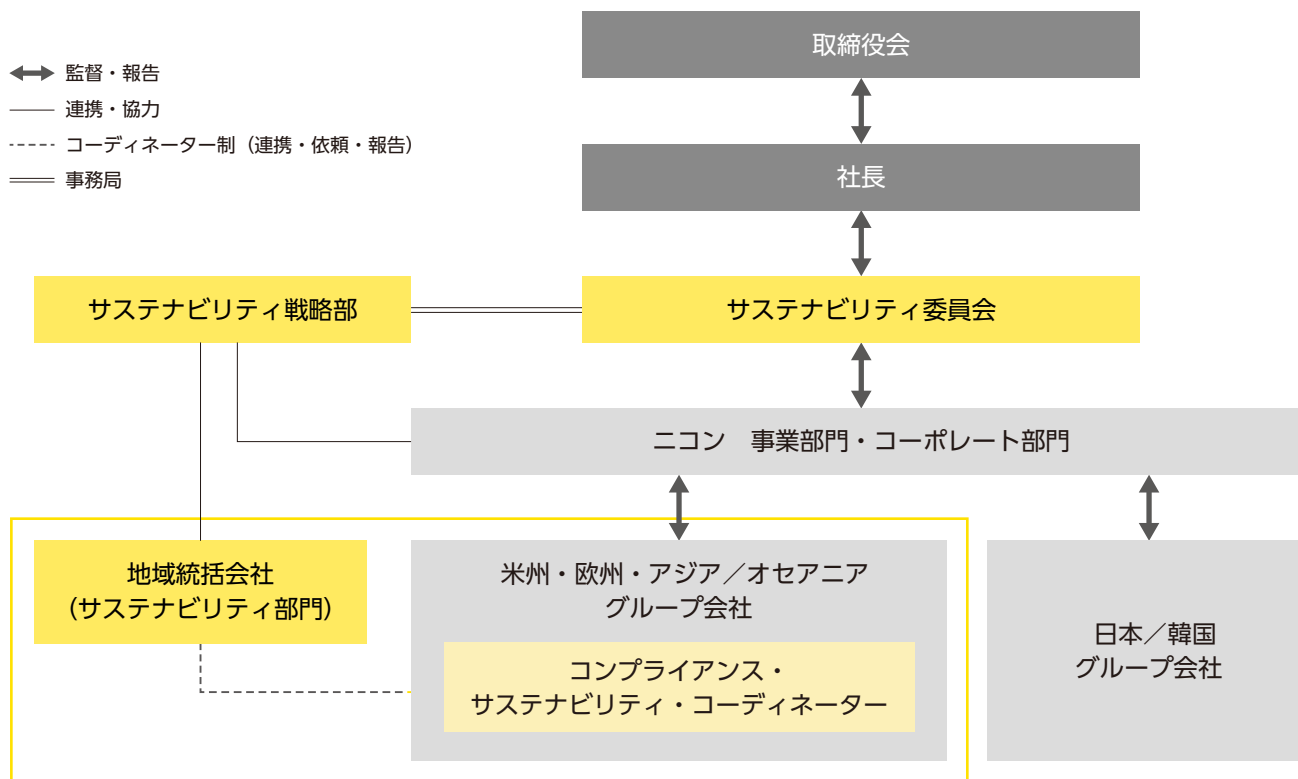 取締役会
監督・報告
連携・協力
コーディネーター制（連携・依頼・報告）
事務局
社長
サステナビリティ戦略部
サステナビリティ委員会
ニコン　事業部門・コーポレート部門
地域統括会社
（サステナビリティ部門）
米州・欧州・アジア／オセアニア
グループ会社
コンプライアンス・
サステナビリティ・コーディネーター
日本／韓国
グループ会社